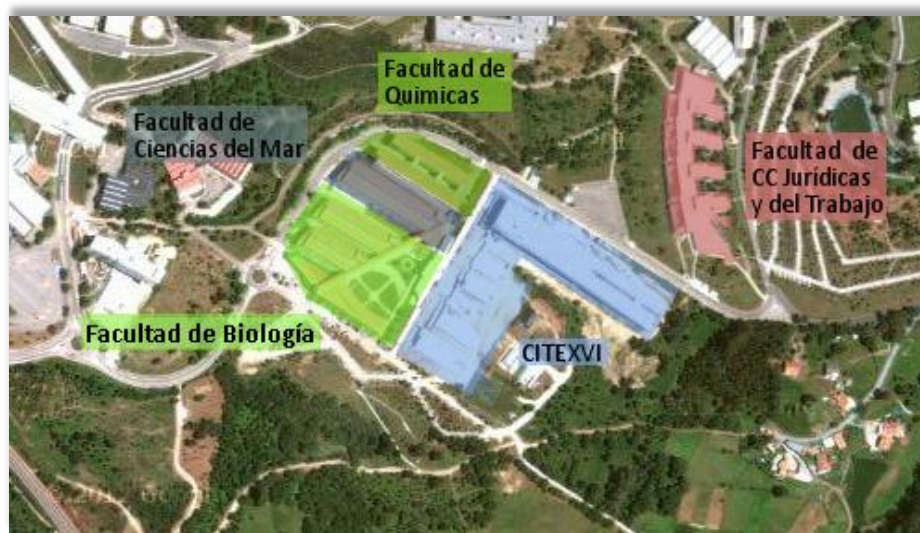 Facultad de
Quimicas
Facultad de
Ciencias del Mar
Facultad de
CC Jurídicas
y del Trabajo
Facultad de Biología
CITEXVI